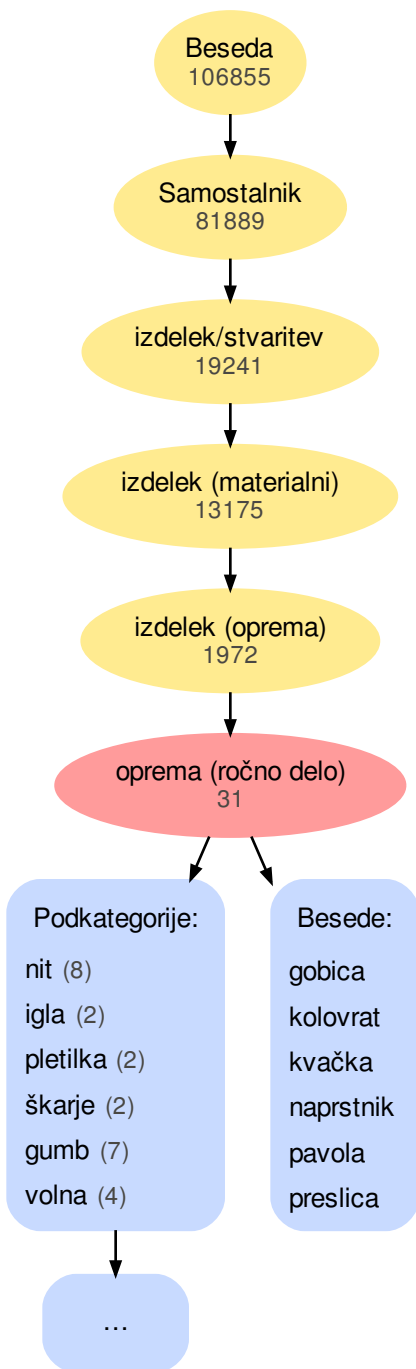 Beseda
106855
Samostalnik
81889
izdelek/stvaritev
19241
izdelek (materialni)
13175
izdelek (oprema)
1972
oprema (ročno delo)
31
Podkategorije:
nit (8)
igla (2)
pletilka (2)
škarje (2)
gumb (7)
volna (4)
Besede:
gobica
kolovrat
kvačka
naprstnik
pavola
preslica
...